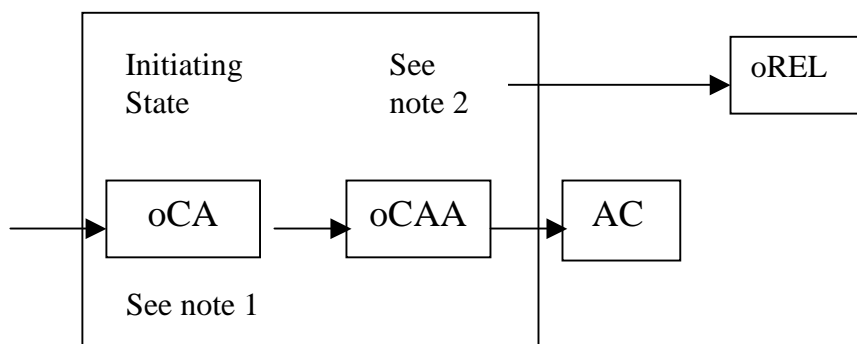 Initiating
State
See
note 2
oREL
oCA
oCAA
AC
See note 1